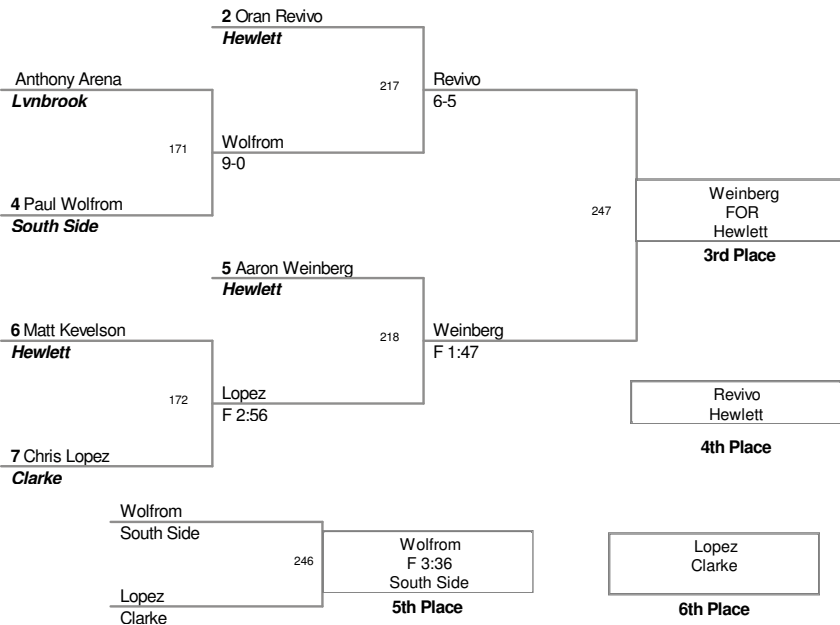 2 Oran Revivo
Hewlett
Anthony Arena
Lvnbrook
217
Revivo
6-5
171
Wolfrom
9-0
4 Paul Wolfrom
South Side
247
Weinberg
FOR
Hewlett
3rd Place
5 Aaron Weinberg
Hewlett
6 Matt Kevelson
Hewlett
218
Weinberg
F 1:47
172
Lopez
F 2:56
Revivo
Hewlett
4th Place
7 Chris Lopez
Clarke
Wolfrom
South Side
246
Wolfrom
F 3:36
South Side
5th Place
Lopez
Clarke
Lopez
Clarke
6th Place